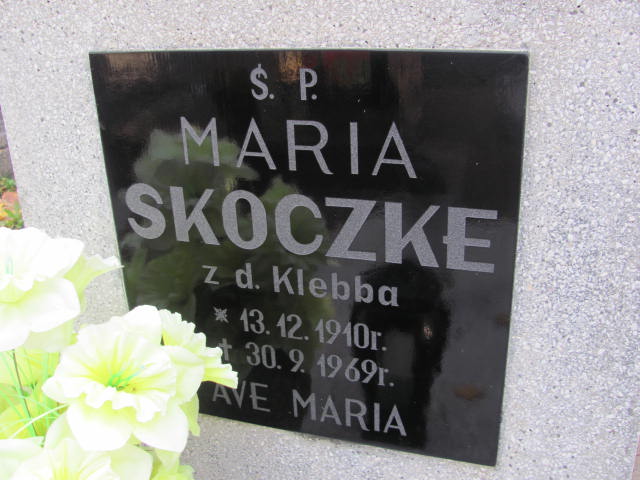 Ś. P.
MARIA
SKOCZKE
z d. Klebba
* 13.12.1910r.
† 30.9.1969r.
AVE MARIA